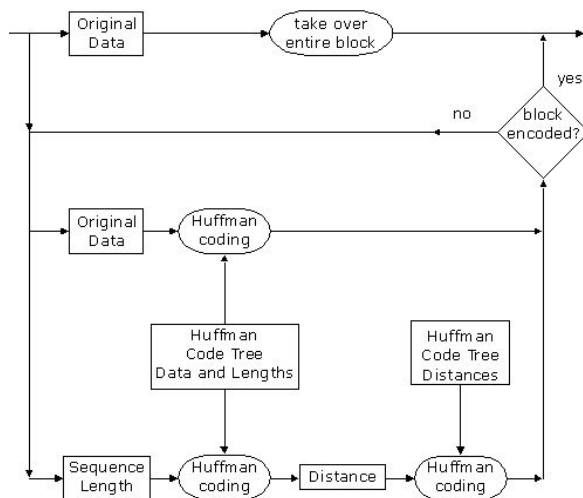 Original
Data
take over
entire block
yes
no
block
encoded?
Original
Data
Huffman
coding
Huffman
Code Tree
Data and Lengths
Huffman
Code Tree
Distances
Sequence
Length
Huffman
coding
Distance
Huffman
coding